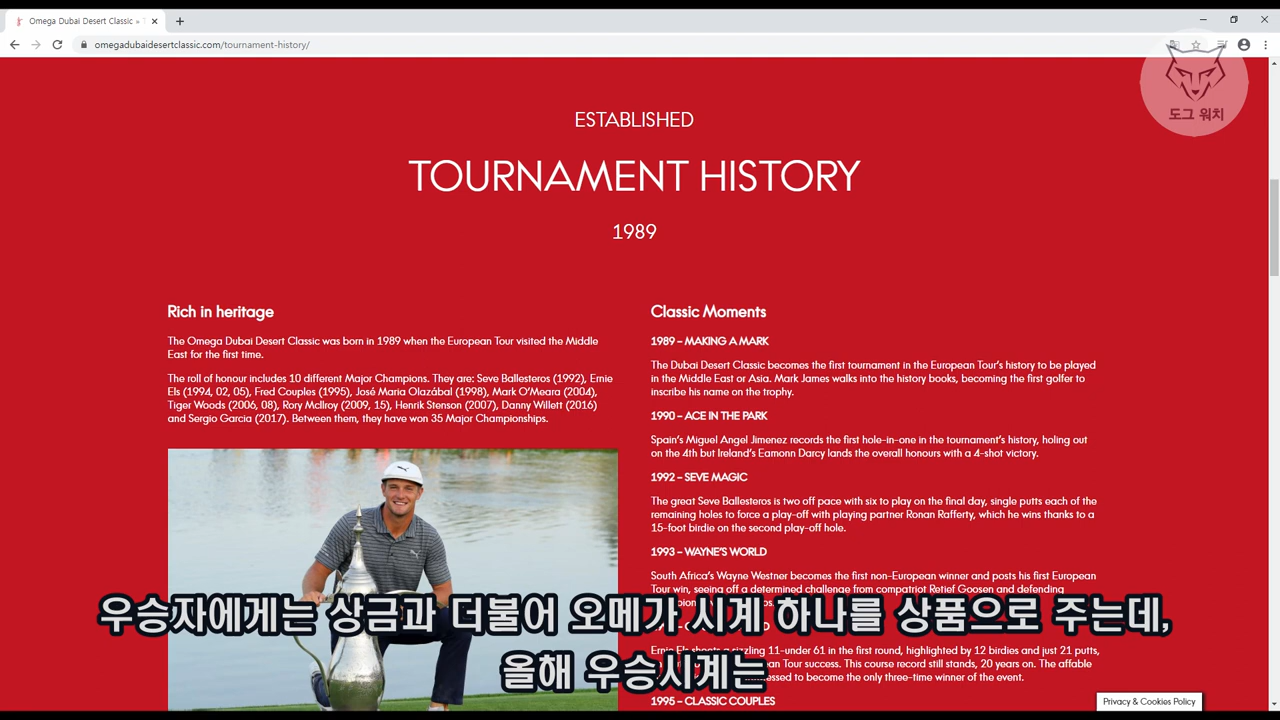 Omega Dubai Desert Classic »
omegadubaidesertclassic.com/tournament-history/
도그 워치
ESTABLISHED
TOURNAMENT HISTORY
1989
Rich in heritage
The Omega Dubai Desert Classic was born in 1989 when the European Tour visited the Middle
East for the first time.
The roll of honour includes 10 different Major Champions. They are: Seve Ballesteros (1992), Ernie
Els (1994, 02, 05), Fred Couples (1995), José Maria Olazábal (1998), Mark O'Meara (2004),
Tiger Woods (2006, 08), Rory McIlroy (2009, 15), Henrik Stenson (2007), Danny Willett (2016)
and Sergio Garcia (2017). Between them, they have won 35 Major Championships.
Classic Moments
1989 – MAKING A MARK
The Dubai Desert Classic becomes the first tournament in the European Tour's history to be played
in the Middle East or Asia. Mark James walks into the history books, becoming the first golfer to
inscribe his name on the trophy.
1990 – ACE IN THE PARK
Spain's Miguel Angel Jimenez records the first hole-in-one in the tournament's history, holing out
on the 4th but Ireland's Eamonn Darcy lands the overall honours with a 4-shot victory.
1992 – SEVE MAGIC
The great Seve Ballesteros is two off pace with six to play on the final day, single putts each of the
remaining holes to force a play-off with playing partner Ronan Rafferty, which he wins thanks to a
15-foot birdie on the second play-off hole.
1993 – WAYNE'S WORLD
South Africa's Wayne Westner becomes the first non-European winner and posts his first European
Tour win, seeing off a determined challenge from compatriot Retief Goosen and defending
Ernie Els shoots a sizzling 11-under 61 in the first round, highlighted by 12 birdies and just 21 putts,
Tour success. This course record still stands, 20 years on. The affable
to become the only three-time winner of the event.
1995 – CLASSIC COUPLES
우승자에게는 상금과 더불어 오메가 시계 하나를 상품으로 주는데,
올해 우승시계는
Privacy & Cookies Policy